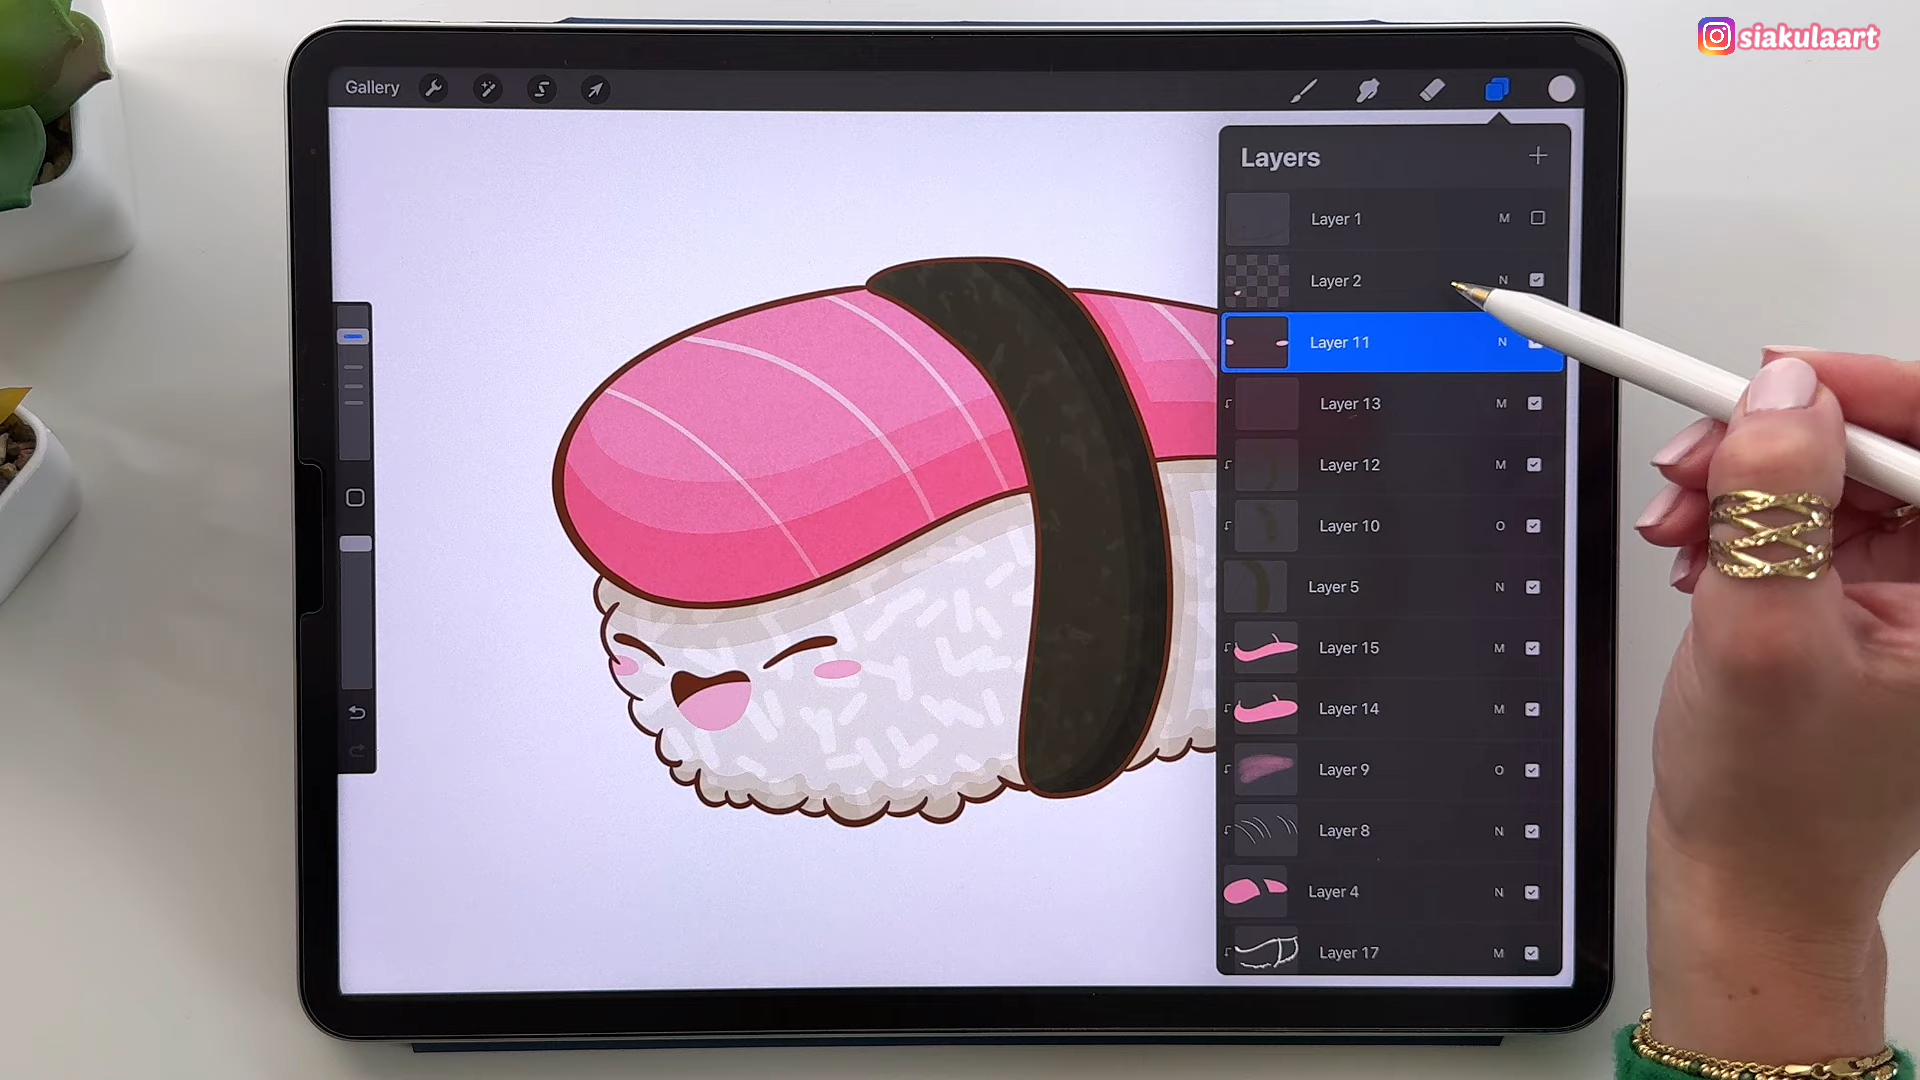 siakulaart
Gallery
Layers
Layer 1 M
Layer 2 N
Layer 11 N
Layer 13 M
Layer 12 M
Layer 10 O
Layer 5 N
Layer 15 M
Layer 14 M
Layer 9 O
Layer 8 N
Layer 4 N
Layer 17 M